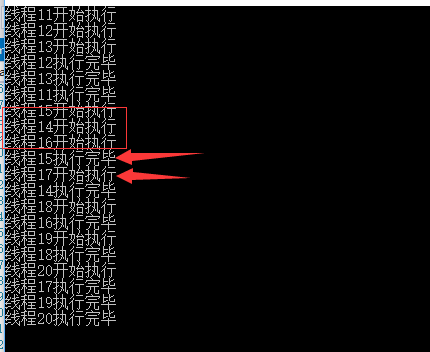 线程11开始执行
线程12开始执行
线程13开始执行
线程12执行完毕
线程13执行完毕
线程11执行完毕
线程15开始执行
线程14开始执行
线程16开始执行
线程15执行完毕
线程17开始执行
线程14执行完毕
线程18开始执行
线程16执行完毕
线程19开始执行
线程18执行完毕
线程20开始执行
线程17执行完毕
线程19执行完毕
线程20执行完毕